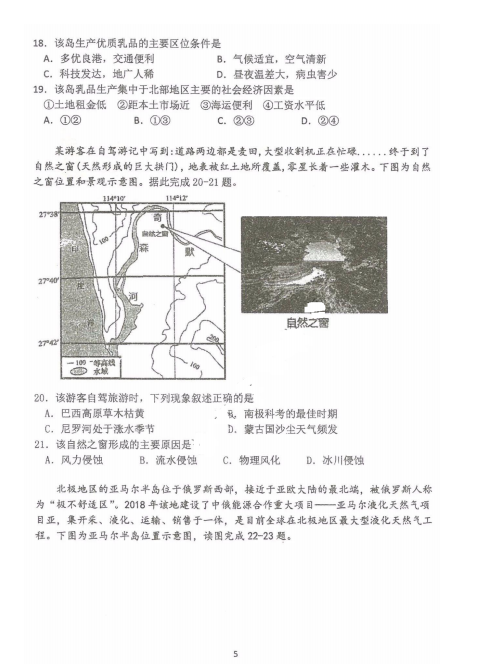 18．该岛生产优质乳品的主要区位条件是
A．多优良港，交通便利　　B．气候适宜，空气清新
C．科技发达，地广人稀　　D．昼夜温差大，病虫害少
19．该岛乳品生产集中于北部地区主要的社会经济因素是
①土地租金低　②距本土市场近　③海运便利　④工资水平低
A．①②　　B．①③　　C．②③　　D．②④
某游客在自驾游记中写到:道路两边都是麦田,大型收割机正在忙碌......终于到了
自然之窗(天然形成的巨大拱门)，地表被红土地所覆盖,零星长着一些灌木。下图为自然
之窗位置和景观示意图。据此完成20-21题。
114°10′　114°12′
27°38′
奇
自然之窗
100
森
默
27°40′
河
27°42′
200
100
—100—等高线
水域
自然之窗
20．该游客自驾旅游时，下列现象叙述正确的是
A．巴西高原草木枯黄　　B．南极科考的最佳时期
C．尼罗河处于涨水季节　　D．蒙古国沙尘天气频发
21．该自然之窗形成的主要原因是
A．风力侵蚀　　B．流水侵蚀　　C．物理风化　　D．冰川侵蚀
北极地区的亚马尔半岛位于俄罗斯西部，接近于亚欧大陆的最北端，被俄罗斯人称
为“极不舒适区”。2018年该地建设了中俄能源合作重大项目——亚马尔液化天然气项
目亚，集开采、液化、运输、销售于一体，是目前全球在北极地区最大型液化天然气工
程。下图为亚马尔半岛位置示意图，读图完成22-23题。
5